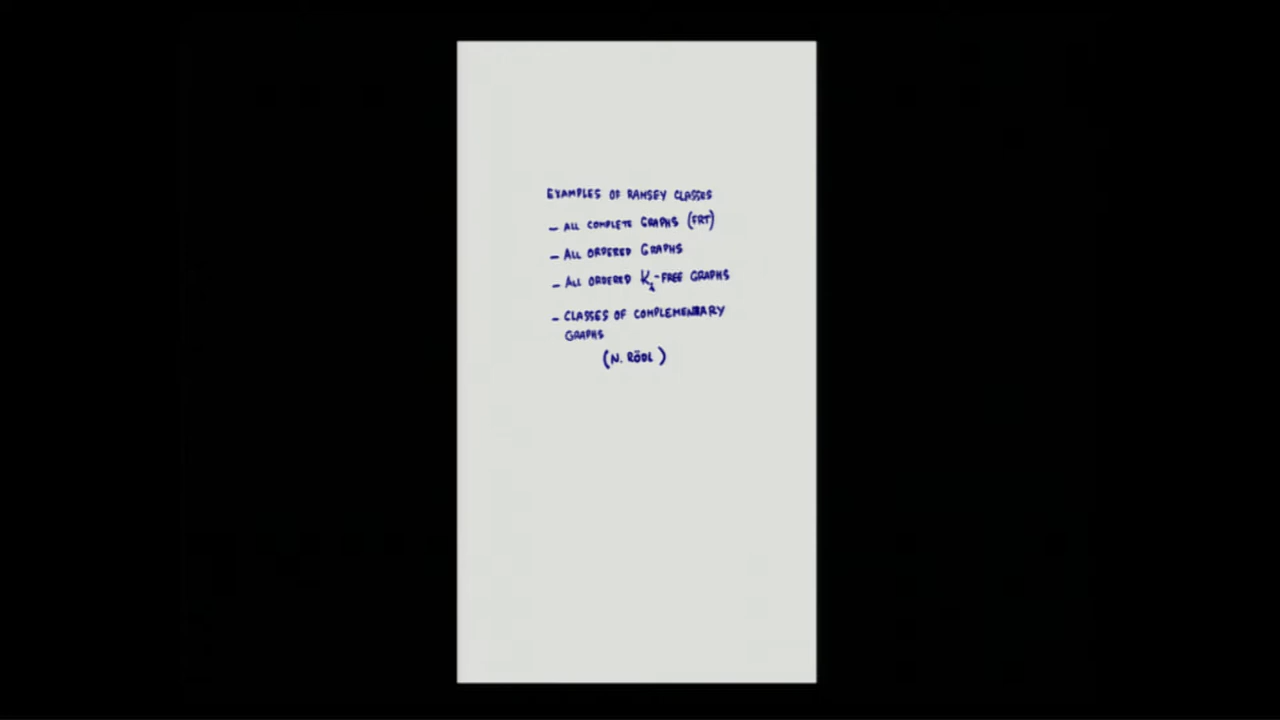 EXAMPLES OF RAMSEY CLASSES
- ALL COMPLETE GRAPHS (FRT)
- ALL ORDERED GRAPHS
- ALL ORDERED K-FREE GRAPHS
- CLASSES OF COMPLEMENTARY
GRAPHS
(N. RÖDL)